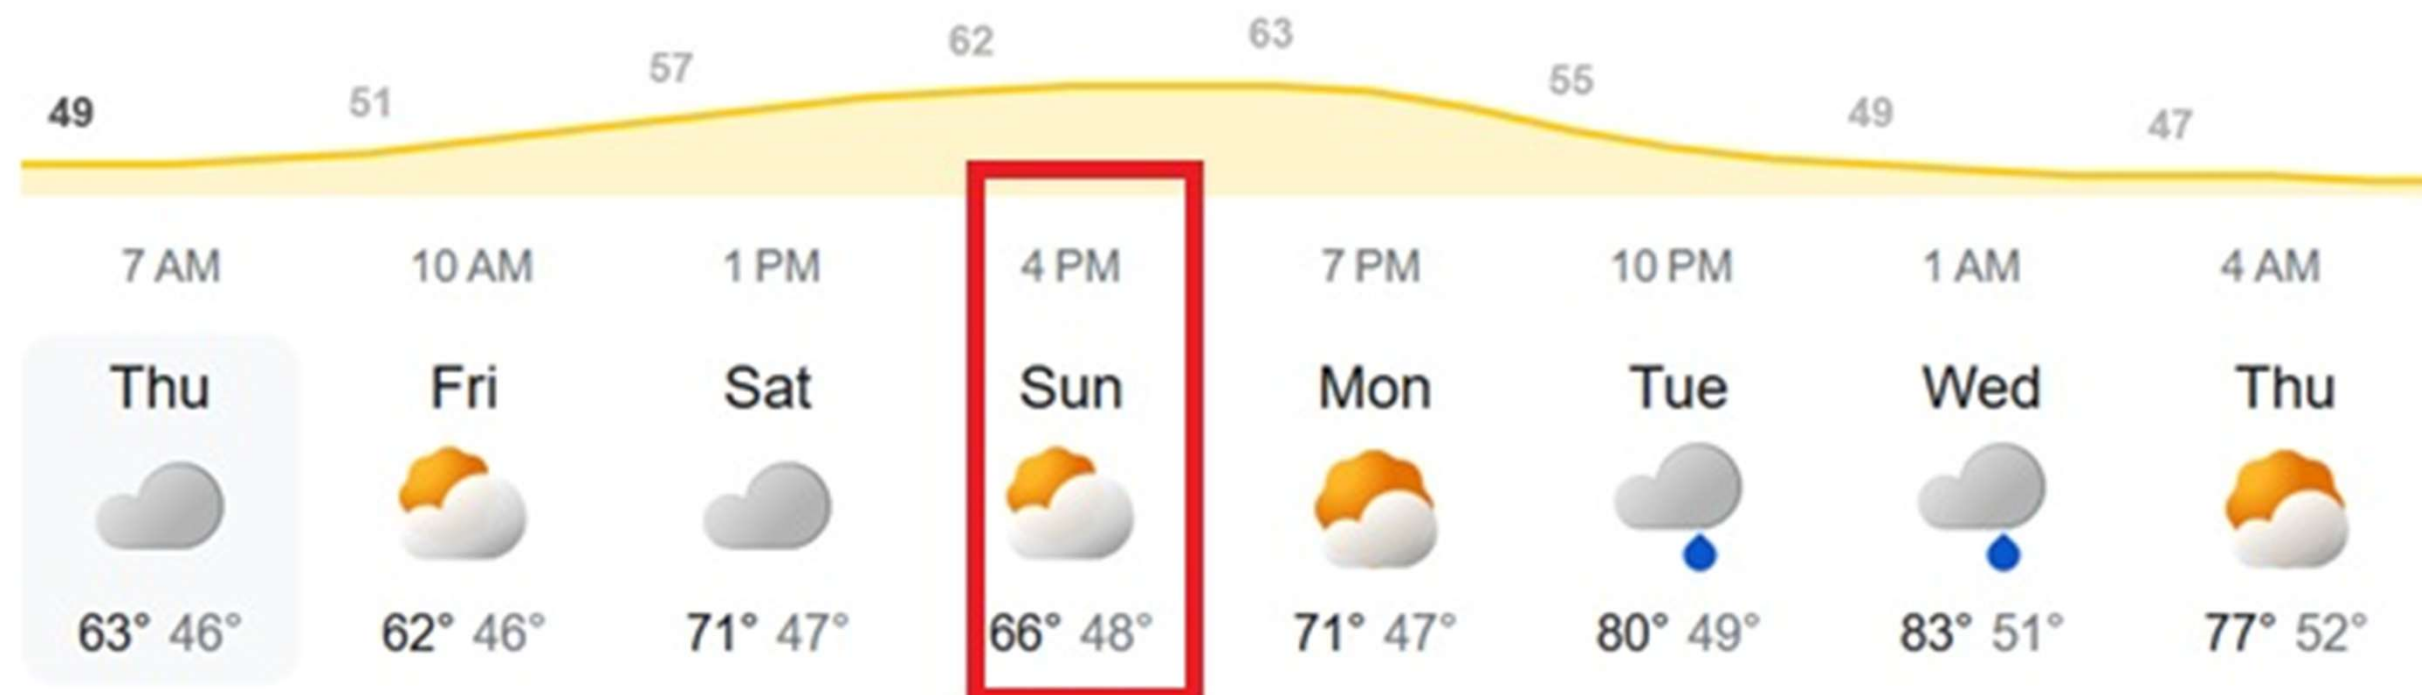 49 51 57 62 63 55 49 47
7 AM 10 AM 1 PM 4 PM 7 PM 10 PM 1 AM 4 AM
Thu Fri Sat Sun Mon Tue Wed Thu
63° 46° 62° 46° 71° 47° 66° 48° 71° 47° 80° 49° 83° 51° 77° 52°